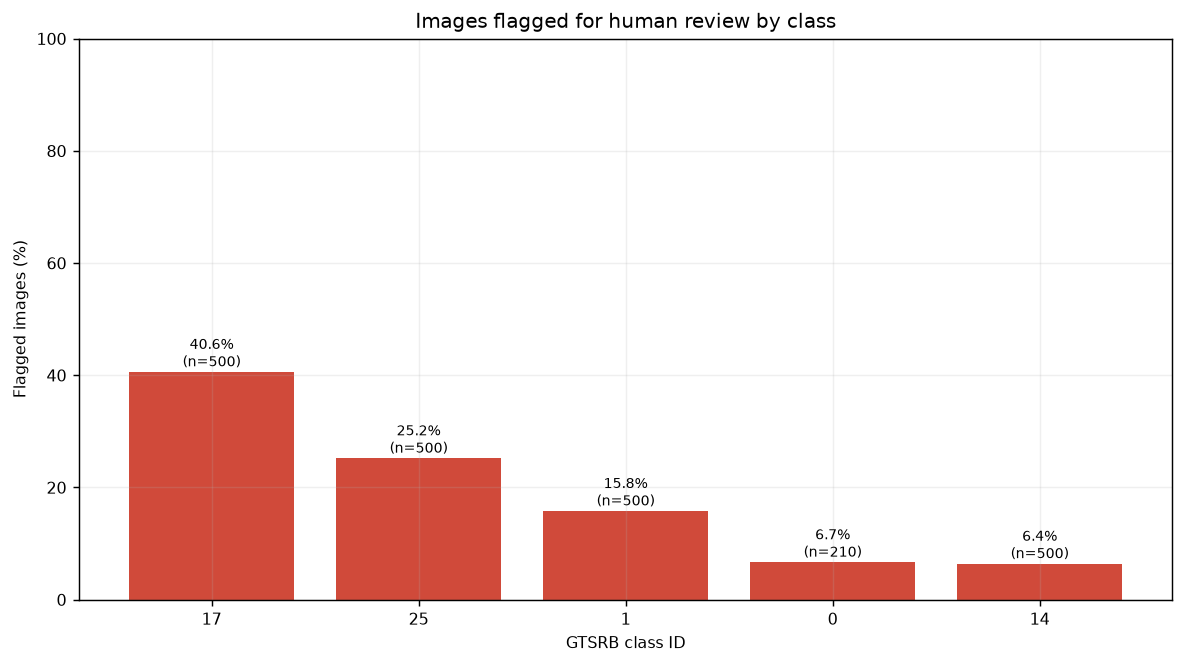 Images flagged for human review by class
Flagged images (%)
100
80
60
40
20
0
40.6%
(n=500)
25.2%
(n=500)
15.8%
(n=500)
6.7%
(n=210)
6.4%
(n=500)
17
25
1
0
14
GTSRB class ID